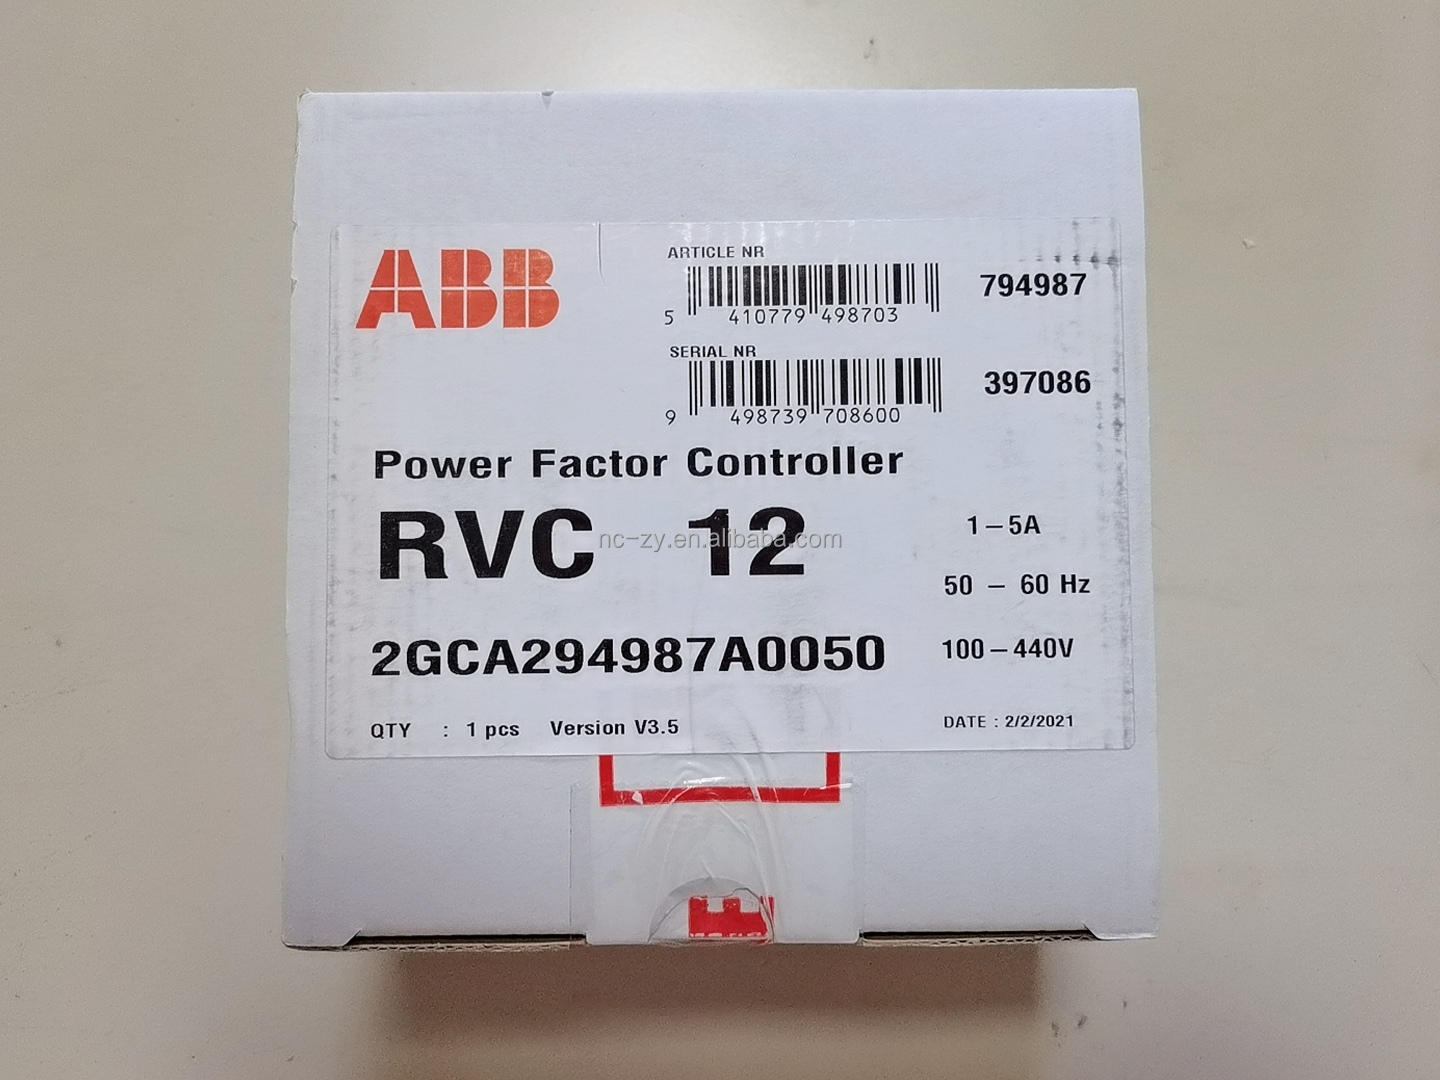 ABB
ARTICLE NR
5 410779 498703
794987
SERIAL NR
9 498739 708600
397086
Power Factor Controller
RVC 12
1-5A
50 - 60 Hz
2GCA294987A0050
100-440V
QTY : 1 pcs Version V3.5
DATE : 2/2/2021
nc-zy.en.alibaba.com